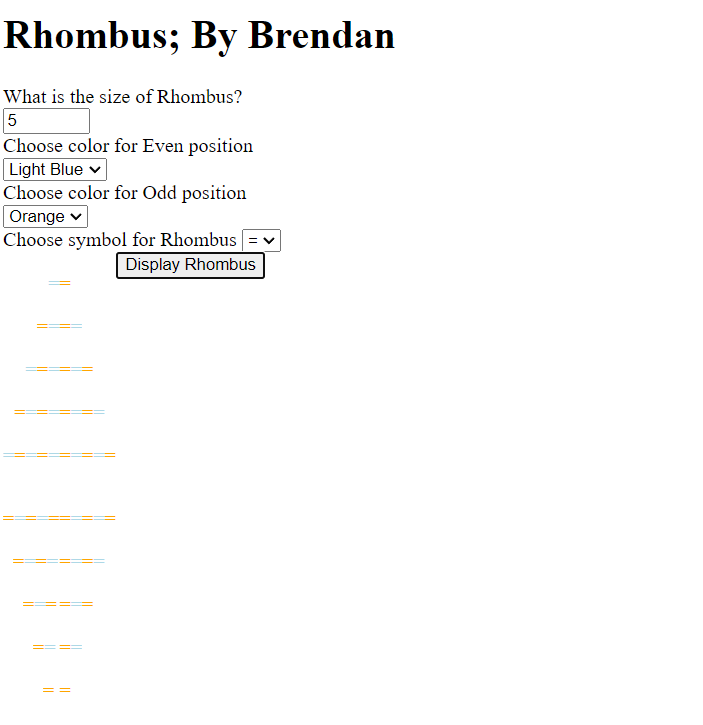 Rhombus; By Brendan
What is the size of Rhombus?
5
Choose color for Even position
Light Blue
Choose color for Odd position
Orange
Choose symbol for Rhombus =
Display Rhombus
==
====
======
========
==========
==========
========
=== ===
== ==
= =